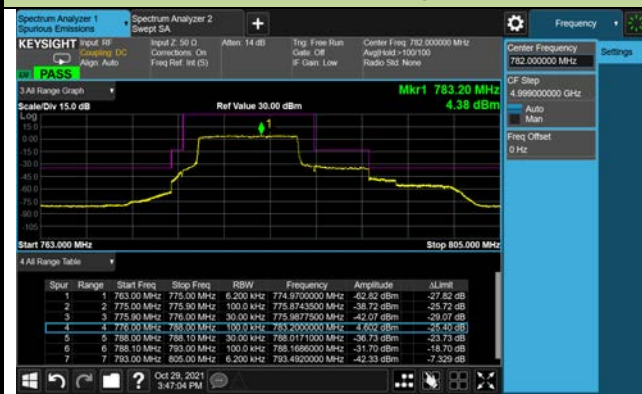 Spectrum Analyzer 1
Spurious Emissions
Spectrum Analyzer 2
Swept SA
Frequency
KEYSIGHT
Input: RF
Coupling: DC
Align: Auto
Input Z: 50 Ω
Corrections: On
Freq Ref: Int (S)
Atten: 14 dB
Trig: Free Run
Gate: Off
IF Gain: Low
Center Freq: 782.000000 MHz
Avg|Hold:>100/100
Radio Std: None
PASS
Center Frequency
782.000000 MHz
Settings
CF Step
4.999000000 GHz
Auto
Man
Freq Offset
0 Hz
3 All Range Graph
Mkr1 783.20 MHz
Scale/Div 15.0 dB
Ref Value 30.00 dBm
4.38 dBm
Log
15.0
0.00
-15.0
-30.0
-45.0
-60.0
-75.0
-90.0
-105
1
Start 763.000 MHz
Stop 805.000 MHz
4 All Range Table
Spur Range Start Freq Stop Freq RBW Frequency Amplitude ΔLimit
1 1 763.00 MHz 775.00 MHz 6.200 kHz 774.9700000 MHz -62.82 dBm -27.82 dB
2 2 775.00 MHz 775.90 MHz 100.0 kHz 775.8743500 MHz -38.72 dBm -25.72 dB
3 3 775.90 MHz 776.00 MHz 30.00 kHz 775.9877500 MHz -42.07 dBm -29.07 dB
4 4 776.00 MHz 788.00 MHz 100.0 kHz 783.2000000 MHz 4.602 dBm -25.40 dB
5 5 788.00 MHz 788.10 MHz 30.00 kHz 788.0171000 MHz -36.73 dBm -23.73 dB
6 6 788.10 MHz 793.00 MHz 100.0 kHz 788.1686000 MHz -31.70 dBm -18.70 dB
7 7 793.00 MHz 805.00 MHz 6.200 kHz 793.4920000 MHz -42.33 dBm -7.329 dB
Oct 29, 2021
3:47:04 PM